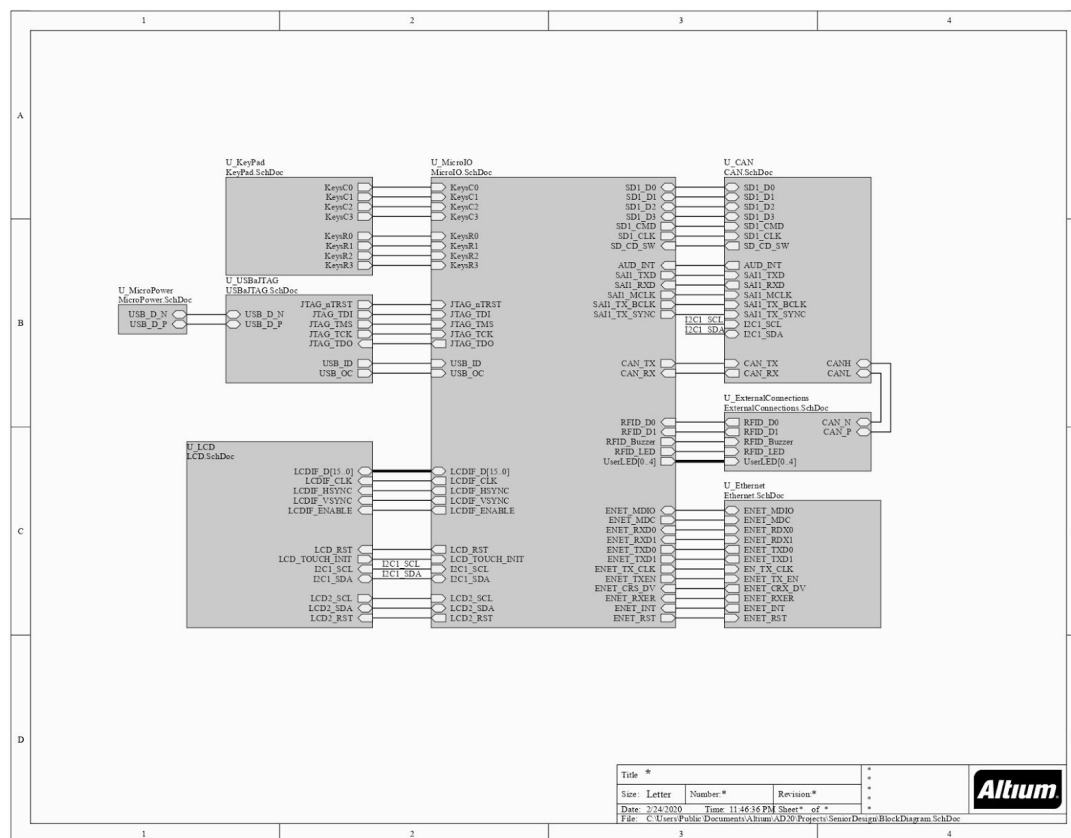 1 2 3 4
A
B
C
D
U_KeyPad
KeyPad.SchDoc
KeysC0
KeysC1
KeysC2
KeysC3
KeysR0
KeysR1
KeysR2
KeysR3
U_MicroPower
MicroPower.SchDoc
USB_D_N
USB_D_P
U_USBaJTAG
USBaJTAG.SchDoc
USB_D_N
USB_D_P
JTAG_nTRST
JTAG_TDI
JTAG_TMS
JTAG_TCK
JTAG_TDO
USB_ID
USB_OC
U_LCD
LCD.SchDoc
LCDIF_D[15..0]
LCDIF_CLK
LCDIF_HSYNC
LCDIF_VSYNC
LCDIF_ENABLE
LCD_RST
LCD_TOUCH_INIT
I2C1_SCL
I2C1_SDA
LCD2_SCL
LCD2_SDA
LCD2_RST
I2C1_SCL
I2C1_SDA
U_MicroIO
MicroIO.SchDoc
KeysC0
KeysC1
KeysC2
KeysC3
KeysR0
KeysR1
KeysR2
KeysR3
JTAG_nTRST
JTAG_TDI
JTAG_TMS
JTAG_TCK
JTAG_TDO
USB_ID
USB_OC
LCDIF_D[15..0]
LCDIF_CLK
LCDIF_HSYNC
LCDIF_VSYNC
LCDIF_ENABLE
LCD_RST
LCD_TOUCH_INIT
I2C1_SCL
I2C1_SDA
LCD2_SCL
LCD2_SDA
LCD2_RST
SD1_D0
SD1_D1
SD1_D2
SD1_D3
SD1_CMD
SD1_CLK
SD_CD_SW
AUD_INT
SAI1_TXD
SAI1_RXD
SAI1_MCLK
SAI1_TX_BCLK
SAI1_TX_SYNC
CAN_TX
CAN_RX
RFID_D0
RFID_D1
RFID_Buzzer
RFID_LED
UserLED[0..4]
ENET_MDIO
ENET_MDC
ENET_RXD0
ENET_RXD1
ENET_TXD0
ENET_TXD1
ENET_TX_CLK
ENET_TXEN
ENET_CRS_DV
ENET_RXER
ENET_INT
ENET_RST
I2C1_SCL
I2C1_SDA
U_CAN
CAN.SchDoc
SD1_D0
SD1_D1
SD1_D2
SD1_D3
SD1_CMD
SD1_CLK
SD_CD_SW
AUD_INT
SAI1_TXD
SAI1_RXD
SAI1_MCLK
SAI1_TX_BCLK
SAI1_TX_SYNC
I2C1_SCL
I2C1_SDA
CAN_TX CANH
CAN_RX CANL
U_ExternalConnections
ExternalConnections.SchDoc
RFID_D0 CAN_N
RFID_D1 CAN_P
RFID_Buzzer
RFID_LED
UserLED[0..4]
U_Ethernet
Ethernet.SchDoc
ENET_MDIO
ENET_MDC
ENET_RDX0
ENET_RDX1
ENET_TXD0
ENET_TXD1
EN_TX_CLK
EN_TX_EN
ENET_CRX_DV
ENET_RXER
ENET_INT
ENET_RST
Title *
Size: Letter Number:* Revision:*
Date: 2/24/2020 Time: 11:46:36 PM Sheet* of *
File: C:\Users\Public\Documents\Altium\AD20\Projects\SeniorDesign\BlockDiagram.SchDoc
*
*
*
*
*
Altium
1 2 3 4